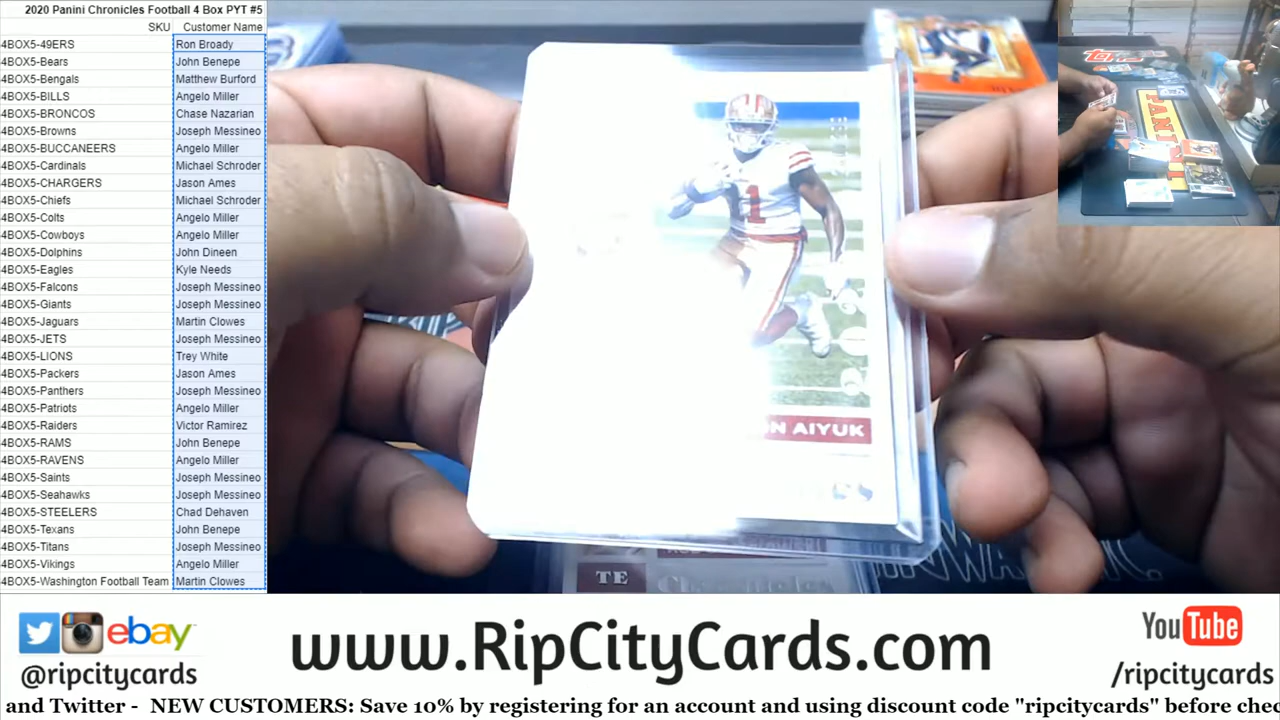 2020 Panini Chronicles Football 4 Box PYT #5
SKU Customer Name
4BOX5-49ERS Ron Broady
4BOX5-Bears John Benepe
4BOX5-Bengals Matthew Burford
4BOX5-BILLS Angelo Miller
4BOX5-BRONCOS Chase Nazarian
4BOX5-Browns Joseph Messineo
4BOX5-BUCCANEERS Angelo Miller
4BOX5-Cardinals Michael Schroder
4BOX5-CHARGERS Jason Ames
4BOX5-Chiefs Michael Schroder
4BOX5-Colts Angelo Miller
4BOX5-Cowboys Angelo Miller
4BOX5-Dolphins John Dineen
4BOX5-Eagles Kyle Needs
4BOX5-Falcons Joseph Messineo
4BOX5-Giants Joseph Messineo
4BOX5-Jaguars Martin Clowes
4BOX5-JETS Joseph Messineo
4BOX5-LIONS Trey White
4BOX5-Packers Jason Ames
4BOX5-Panthers Joseph Messineo
4BOX5-Patriots Angelo Miller
4BOX5-Raiders Victor Ramirez
4BOX5-RAMS John Benepe
4BOX5-RAVENS Angelo Miller
4BOX5-Saints Joseph Messineo
4BOX5-Seahawks Joseph Messineo
4BOX5-STEELERS Chad Dehaven
4BOX5-Texans John Benepe
4BOX5-Titans Joseph Messineo
4BOX5-Vikings Angelo Miller
4BOX5-Washington Football Team Martin Clowes
Topps
PANINI
1
N AIYUK
TE
Chronicles
ebay
@ripcitycards
www.RipCityCards.com
YouTube
/ripcitycards
and Twitter - NEW CUSTOMERS: Save 10% by registering for an account and using discount code "ripcitycards" before chec